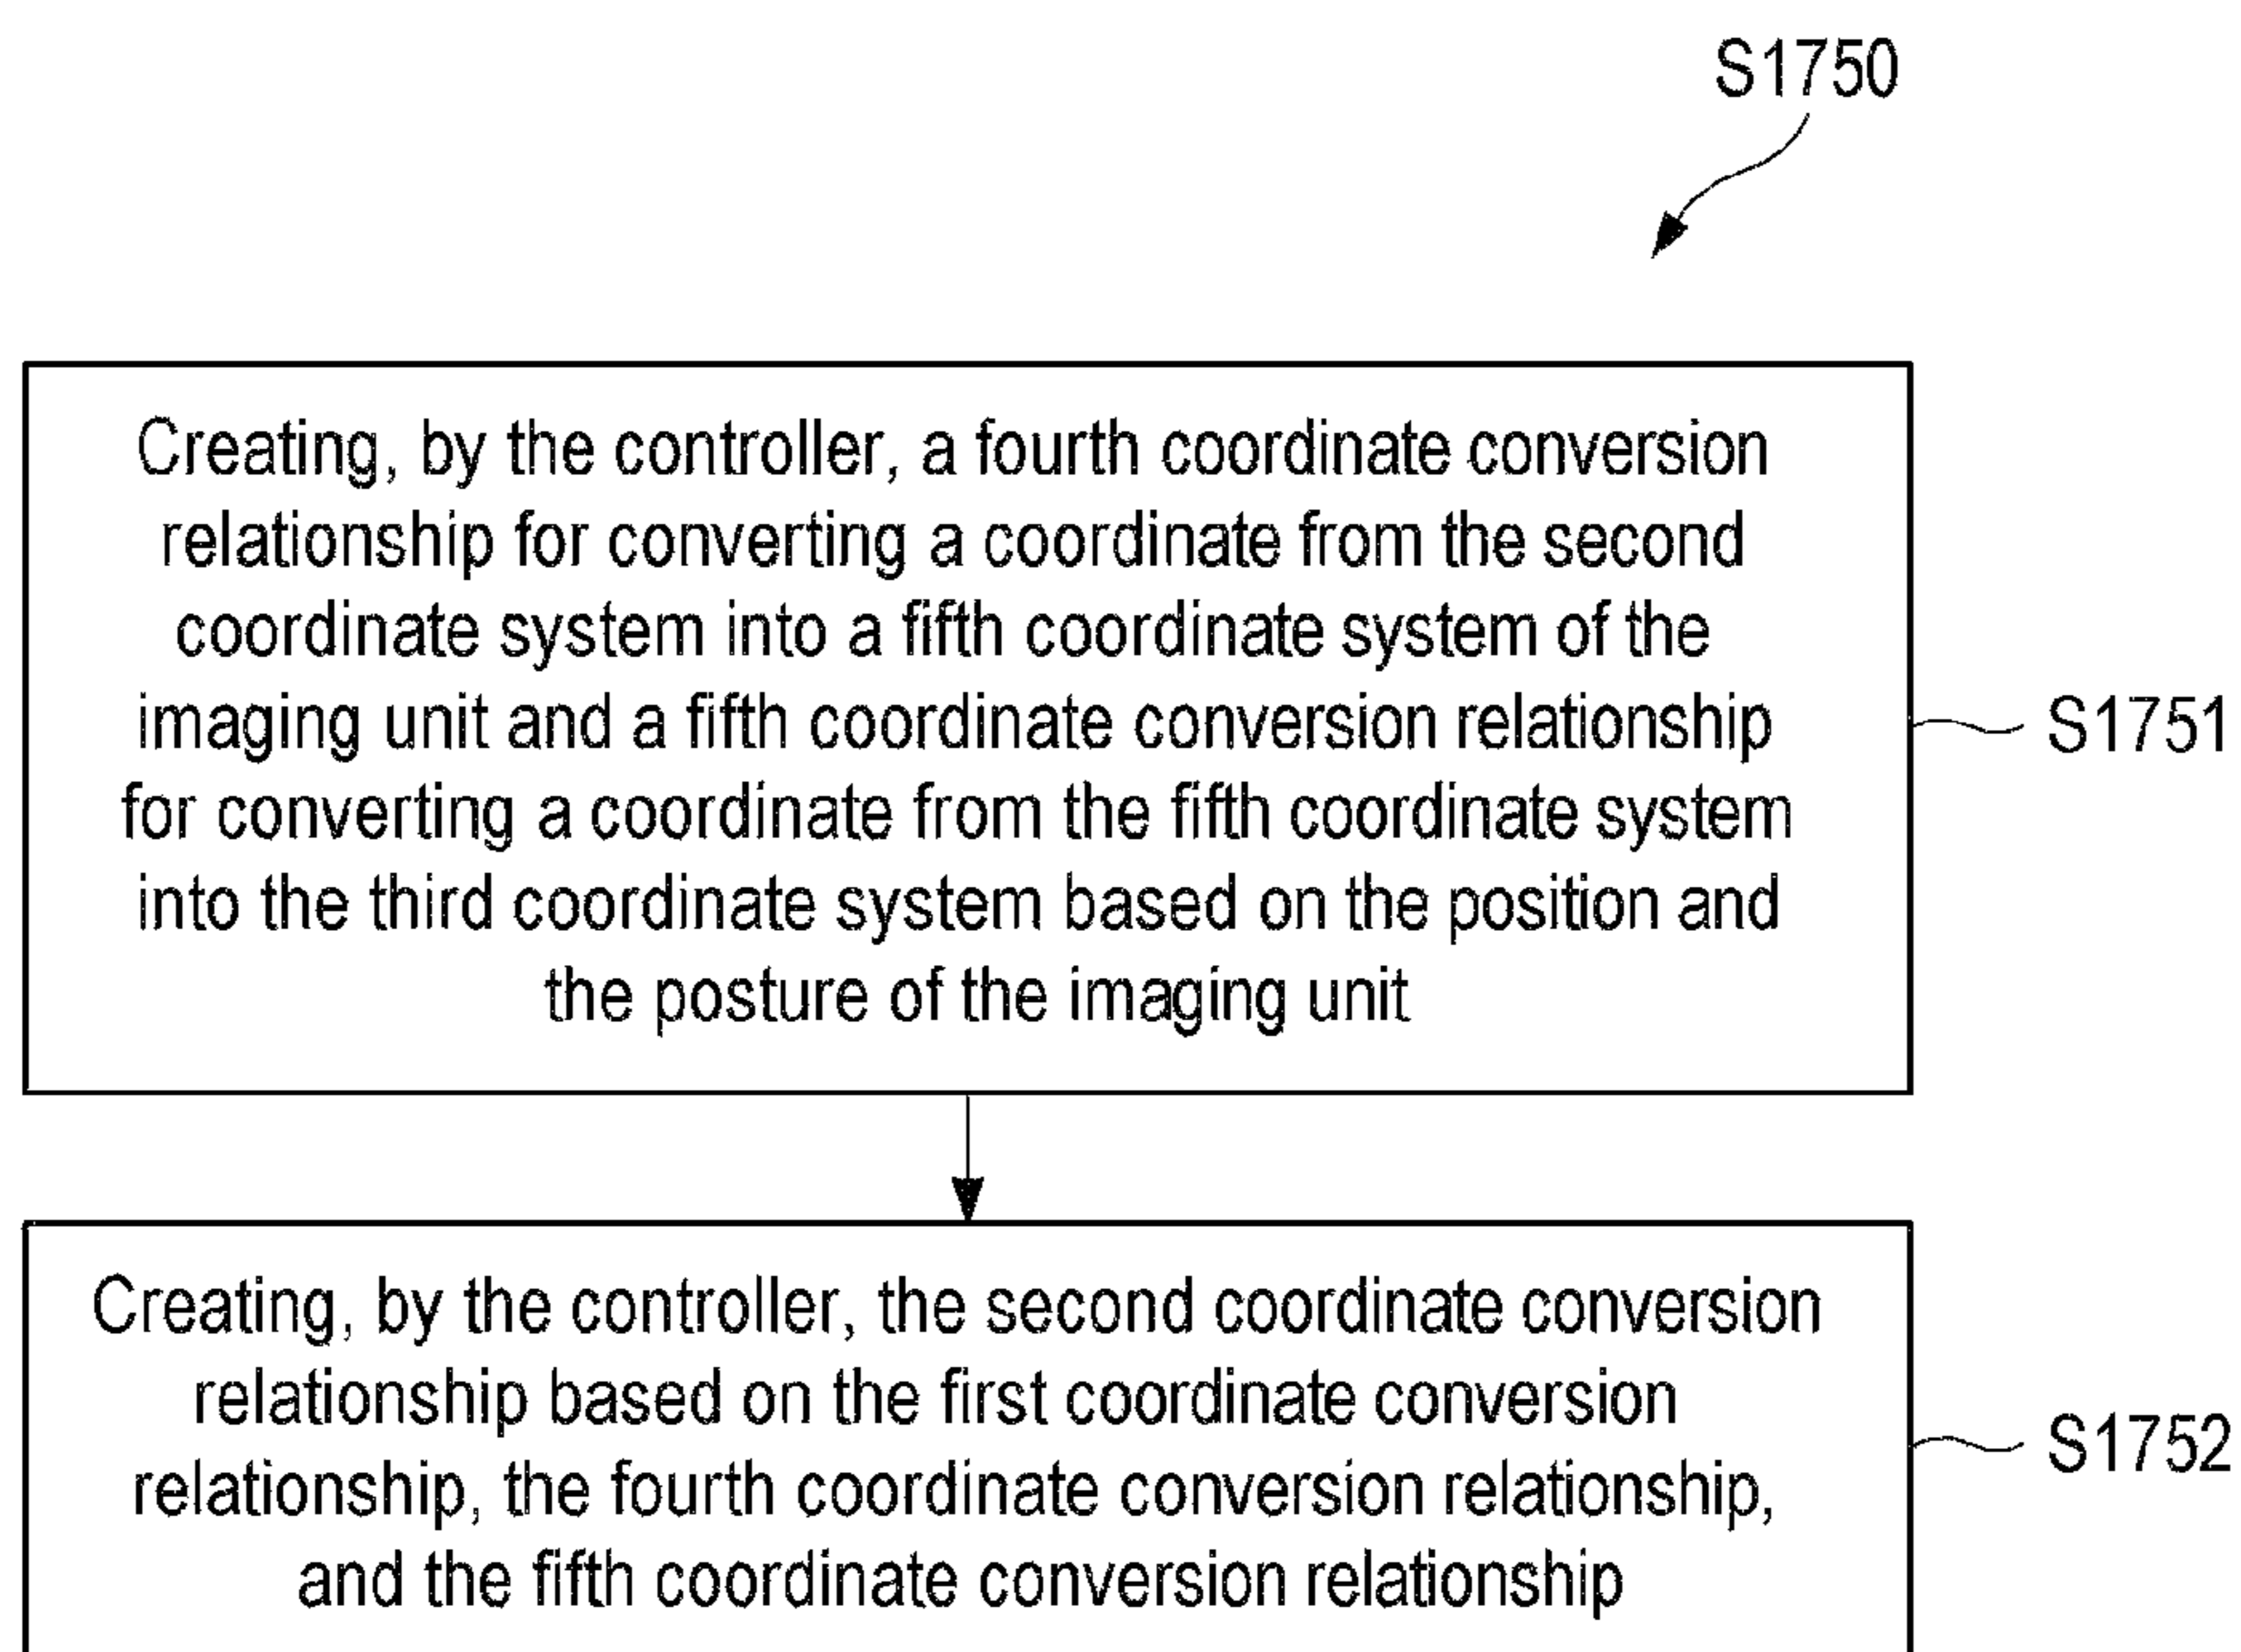 S1750
Creating, by the controller, a fourth coordinate conversion
relationship for converting a coordinate from the second
coordinate system into a fifth coordinate system of the
imaging unit and a fifth coordinate conversion relationship
for converting a coordinate from the fifth coordinate system
into the third coordinate system based on the position and
the posture of the imaging unit
S1751
Creating, by the controller, the second coordinate conversion
relationship based on the first coordinate conversion
relationship, the fourth coordinate conversion relationship,
and the fifth coordinate conversion relationship
S1752